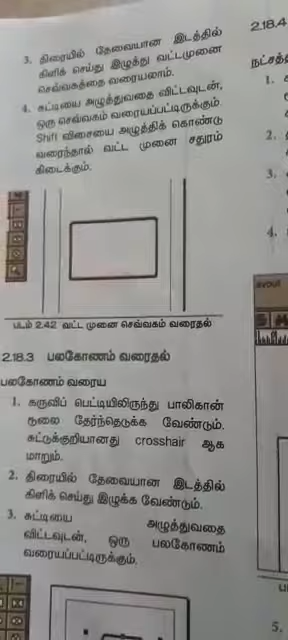 3. திரையில் தேவையான இடத்தில்
கிளிக் செய்து இழுத்து வட்டமுனை
செவ்வகத்தை வரையலாம்.
4. சுட்டியை அழுத்துவதை விட்டவுடன்,
ஒரு செவ்வகம் வரையப்பட்டிருக்கும்.
Shift விசையை அழுத்திக் கொண்டு
வரைந்தால் வட்ட முனை சதுரம்
கிடைக்கும்.
படம் 2.42 வட்ட முனை செவ்வகம் வரைதல்
2.18.3 பலகோணம் வரைதல்
பலகோணம் வரைய
1. கருவிப் பெட்டியிலிருந்து பாலிகான்
டூலை தேர்ந்தெடுக்க வேண்டும்.
சுட்டுக்குறியானது crosshair ஆக
மாறும்.
2. திரையில் தேவையான இடத்தில்
கிளிக் செய்து இழுக்க வேண்டும்.
3. சுட்டியை அழுத்துவதை
விட்டவுடன், ஒரு பலகோணம்
வரையப்பட்டிருக்கும்.
2.18.4
நட்சத்
1.
2.
3.
4.
ayout
5.